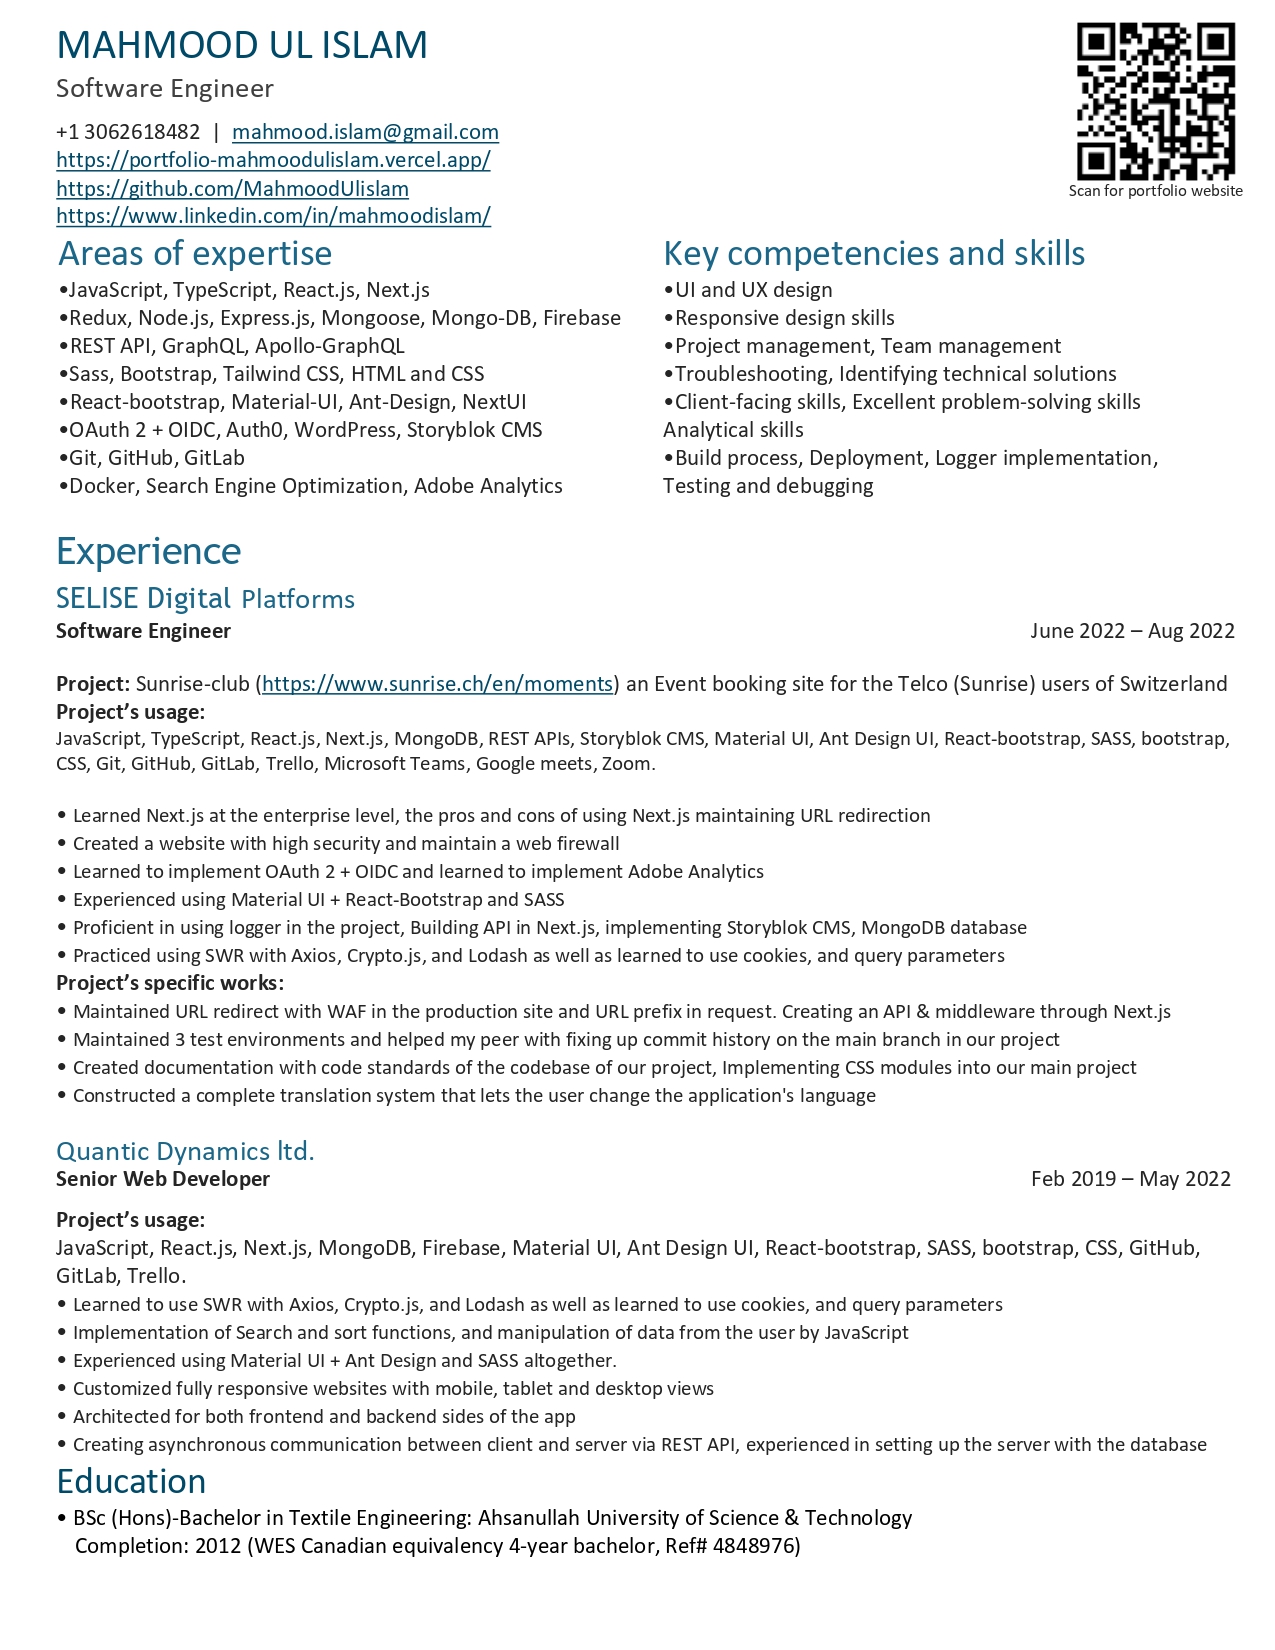 MAHMOOD UL ISLAM
Software Engineer
+1 3062618482 | mahmood.islam@gmail.com
https://portfolio-mahmoodulislam.vercel.app/
https://github.com/MahmoodUlislam
https://www.linkedin.com/in/mahmoodislam/
Scan for portfolio website
Areas of expertise
•JavaScript, TypeScript, React.js, Next.js
•Redux, Node.js, Express.js, Mongoose, Mongo-DB, Firebase
•REST API, GraphQL, Apollo-GraphQL
•Sass, Bootstrap, Tailwind CSS, HTML and CSS
•React-bootstrap, Material-UI, Ant-Design, NextUI
•OAuth 2 + OIDC, Auth0, WordPress, Storyblok CMS
•Git, GitHub, GitLab
•Docker, Search Engine Optimization, Adobe Analytics
Key competencies and skills
•UI and UX design
•Responsive design skills
•Project management, Team management
•Troubleshooting, Identifying technical solutions
•Client-facing skills, Excellent problem-solving skills
Analytical skills
•Build process, Deployment, Logger implementation,
Testing and debugging
Experience
SELISE Digital Platforms
Software Engineer June 2022 – Aug 2022
Project: Sunrise-club (https://www.sunrise.ch/en/moments) an Event booking site for the Telco (Sunrise) users of Switzerland
Project's usage:
JavaScript, TypeScript, React.js, Next.js, MongoDB, REST APIs, Storyblok CMS, Material UI, Ant Design UI, React-bootstrap, SASS, bootstrap,
CSS, Git, GitHub, GitLab, Trello, Microsoft Teams, Google meets, Zoom.
• Learned Next.js at the enterprise level, the pros and cons of using Next.js maintaining URL redirection
• Created a website with high security and maintain a web firewall
• Learned to implement OAuth 2 + OIDC and learned to implement Adobe Analytics
• Experienced using Material UI + React-Bootstrap and SASS
• Proficient in using logger in the project, Building API in Next.js, implementing Storyblok CMS, MongoDB database
• Practiced using SWR with Axios, Crypto.js, and Lodash as well as learned to use cookies, and query parameters
Project's specific works:
• Maintained URL redirect with WAF in the production site and URL prefix in request. Creating an API & middleware through Next.js
• Maintained 3 test environments and helped my peer with fixing up commit history on the main branch in our project
• Created documentation with code standards of the codebase of our project, Implementing CSS modules into our main project
• Constructed a complete translation system that lets the user change the application's language
Quantic Dynamics ltd.
Senior Web Developer Feb 2019 – May 2022
Project's usage:
JavaScript, React.js, Next.js, MongoDB, Firebase, Material UI, Ant Design UI, React-bootstrap, SASS, bootstrap, CSS, GitHub,
GitLab, Trello.
• Learned to use SWR with Axios, Crypto.js, and Lodash as well as learned to use cookies, and query parameters
• Implementation of Search and sort functions, and manipulation of data from the user by JavaScript
• Experienced using Material UI + Ant Design and SASS altogether.
• Customized fully responsive websites with mobile, tablet and desktop views
• Architected for both frontend and backend sides of the app
• Creating asynchronous communication between client and server via REST API, experienced in setting up the server with the database
Education
• BSc (Hons)-Bachelor in Textile Engineering: Ahsanullah University of Science & Technology
Completion: 2012 (WES Canadian equivalency 4-year bachelor, Ref# 4848976)